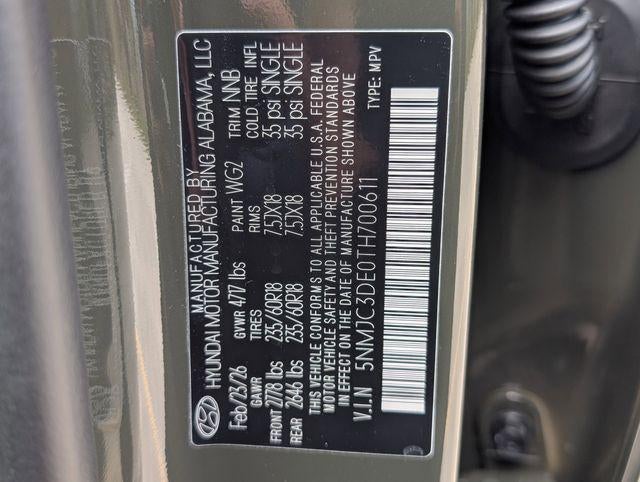 MANUFACTURED BY
HYUNDAI MOTOR MANUFACTURING ALABAMA, LLC
Feb/23/26 GVWR 4717 lbs PAINT WG2 TRIM NNB
GAWR TIRES RIMS COLD TIRE INFL
FRONT 2778 lbs 235/60R18 7.5JX18 35 psi SINGLE
REAR 2646 lbs 235/60R18 7.5JX18 35 psi SINGLE
THIS VEHICLE CONFORMS TO ALL APPLICABLE U.S.A. FEDERAL
MOTOR VEHICLE SAFETY AND THEFT PREVENTION STANDARDS
IN EFFECT ON THE DATE OF MANUFACTURE SHOWN ABOVE
V.I.N 5NMJC3DE0TH700611 TYPE: MPV